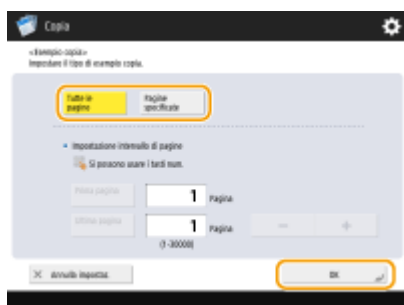 Copia
<Esempio copia>
Impostare il tipo di esempio copia.
Tutte le pagine
Pagine specificate
Impostazione intervallo di pagine
Si possono usare i tasti num.
Prima pagina
1 Pagina
Ultima pagina
1 Pagina
− +
(1-30000)
× Annulla impostaz.
OK